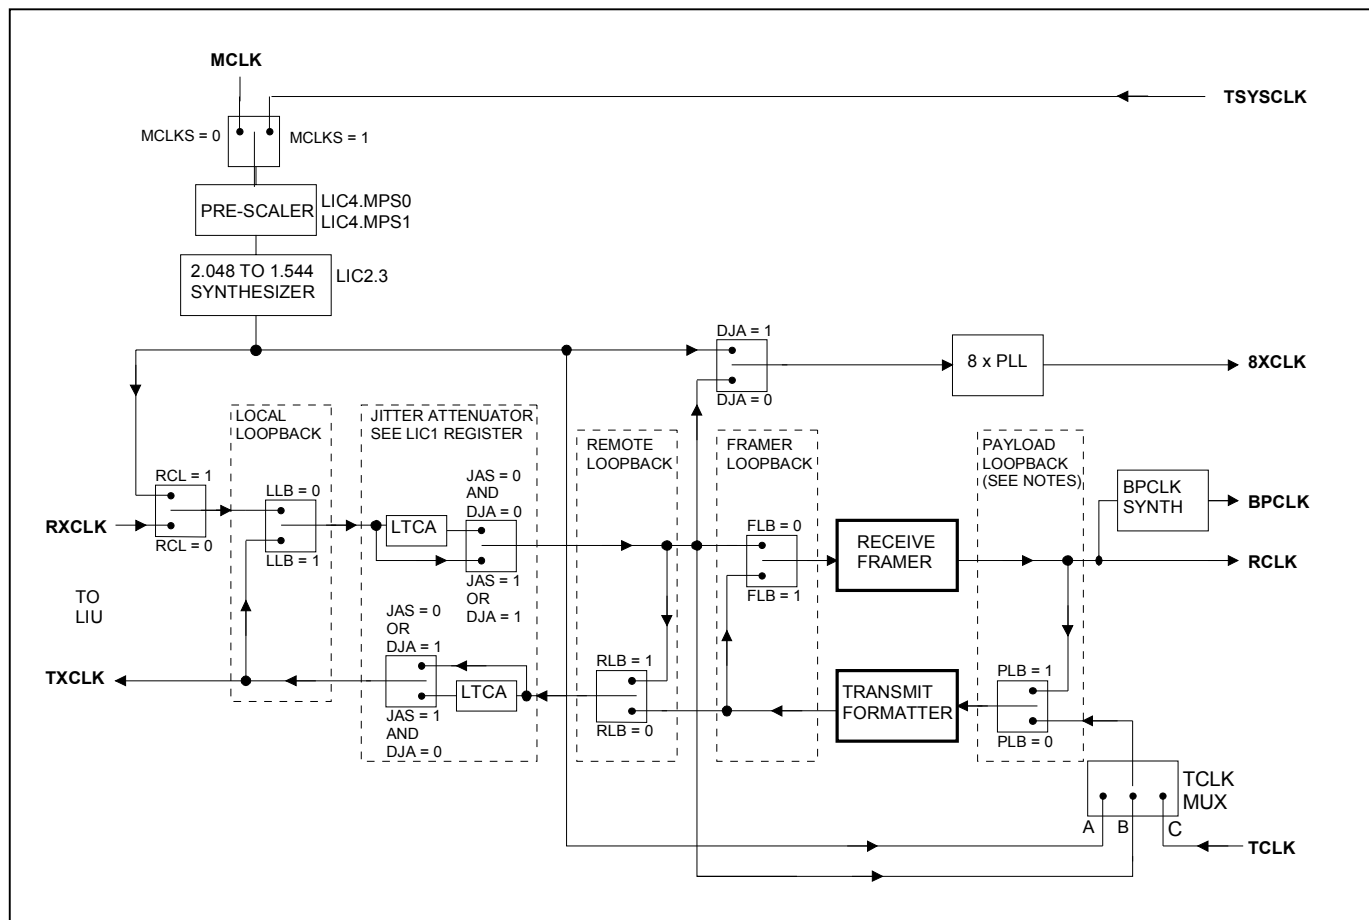 MCLK
TSYSCLK
MCLKS = 0
MCLKS = 1
PRE-SCALER
LIC4.MPS0
LIC4.MPS1
2.048 TO 1.544
SYNTHESIZER
LIC2.3
DJA = 1
DJA = 0
8 x PLL
8XCLK
LOCAL
LOOPBACK
JITTER ATTENUATOR
SEE LIC1 REGISTER
REMOTE
LOOPBACK
FRAMER
LOOPBACK
PAYLOAD
LOOPBACK
(SEE NOTES)
BPCLK
SYNTH
BPCLK
RCL = 1
RCL = 0
RXCLK
LLB = 0
LLB = 1
LTCA
JAS = 0
AND
DJA = 0
JAS = 1
OR
DJA = 1
FLB = 0
FLB = 1
RECEIVE
FRAMER
RCLK
TO
LIU
TXCLK
JAS = 0
OR
DJA = 1
LTCA
JAS = 1
AND
DJA = 0
RLB = 1
RLB = 0
TRANSMIT
FORMATTER
PLB = 1
PLB = 0
TCLK
MUX
A
B
C
TCLK